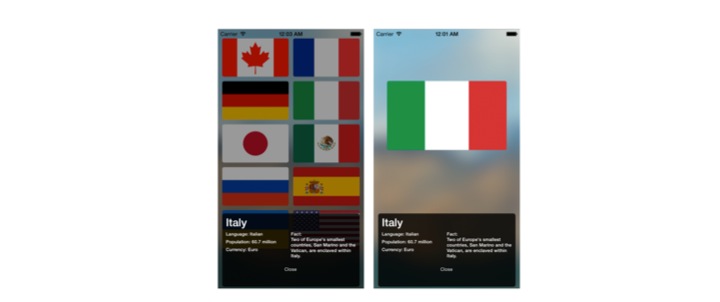 Carrier 12:03 AM
Italy
Language: Italian
Population: 60.7 million
Currency: Euro
Fact:
Two of Europe's smallest
countries, San Marino and the
Vatican, are enclaved within
Italy.
Close
Carrier 12:01 AM
Italy
Language: Italian
Population: 60.7 million
Currency: Euro
Fact:
Two of Europe's smallest
countries, San Marino and the
Vatican, are enclaved within
Italy.
Close